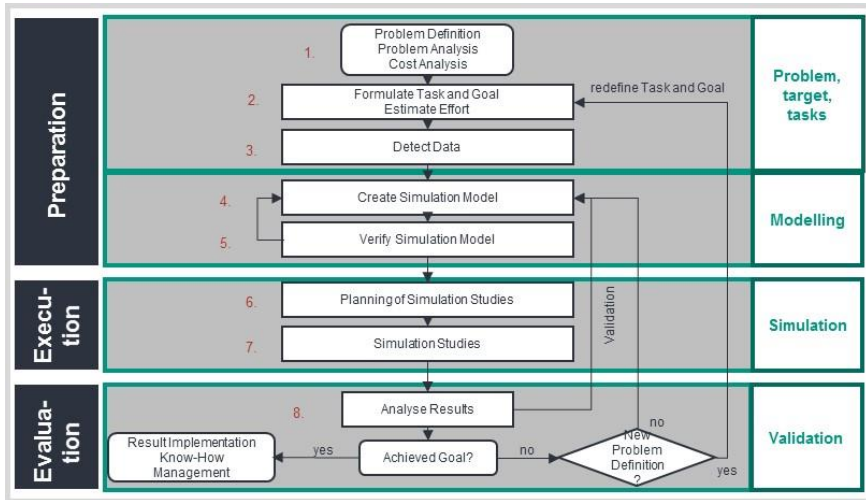 Preparation
Problem Definition
Problem Analysis
Cost Analysis
1.
2.
Formulate Task and Goal
Estimate Effort
redefine Task and Goal
3.
Detect Data
Problem,
target,
tasks
4.
Create Simulation Model
5.
Verify Simulation Model
Modelling
Execu-
tion
6.
Planning of Simulation Studies
7.
Simulation Studies
Validation
Simulation
Evalua-
tion
8.
Analyse Results
Result Implementation
Know-How
Management
yes
Achieved Goal?
no
no
New
Problem
Definition
?
yes
Validation